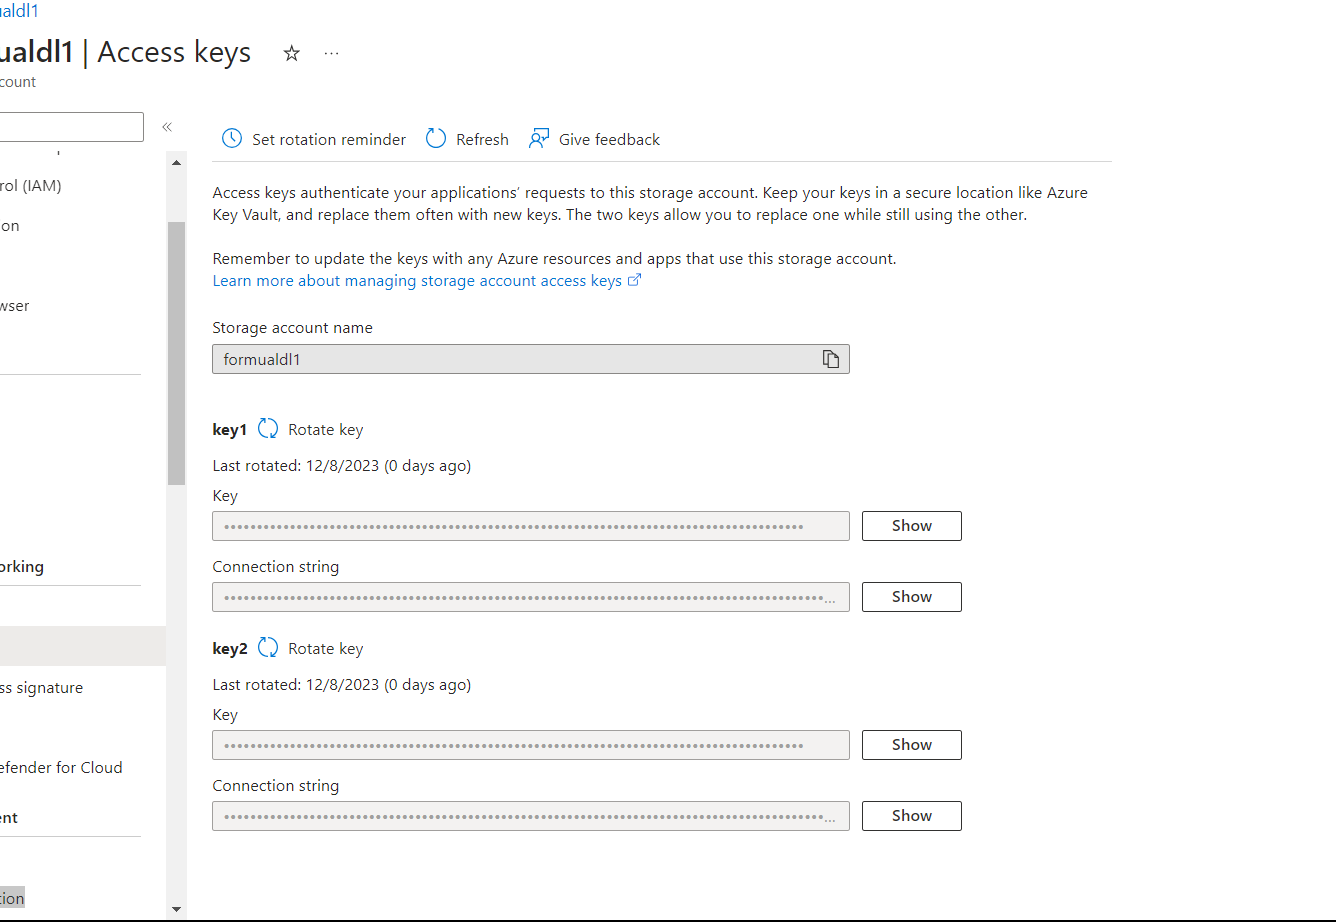 ualdl1
ualdl1 | Access keys
count
Set rotation reminder
Refresh
Give feedback
rol (IAM)
on
wser
orking
ss signature
efender for Cloud
ent
tion
Access keys authenticate your applications’ requests to this storage account. Keep your keys in a secure location like Azure
Key Vault, and replace them often with new keys. The two keys allow you to replace one while still using the other.
Remember to update the keys with any Azure resources and apps that use this storage account.
Learn more about managing storage account access keys
Storage account name
formualdl1
key1 Rotate key
Last rotated: 12/8/2023 (0 days ago)
Key
Show
Connection string
... Show
key2 Rotate key
Last rotated: 12/8/2023 (0 days ago)
Key
Show
Connection string
... Show